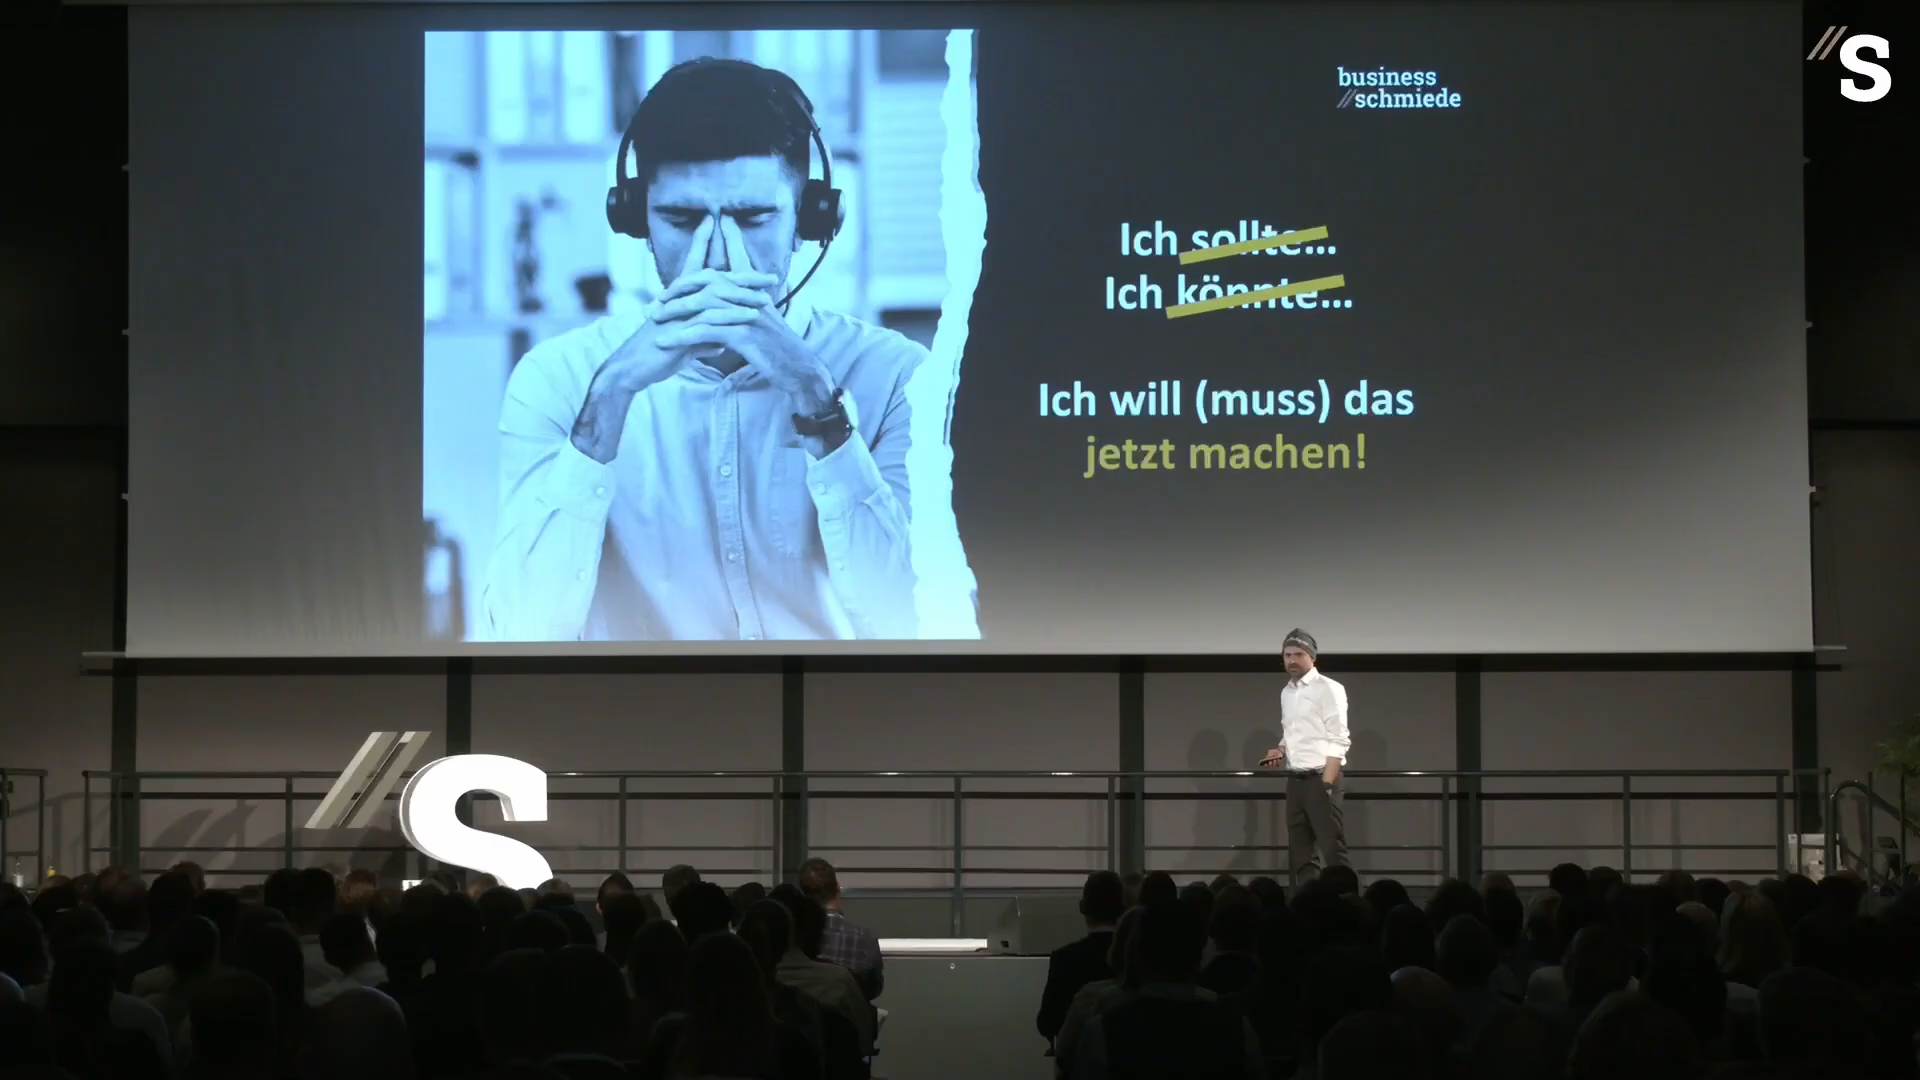 business
//schmiede
//S
Ich sollte...
Ich könnte...
Ich will (muss) das
jetzt machen!
//S